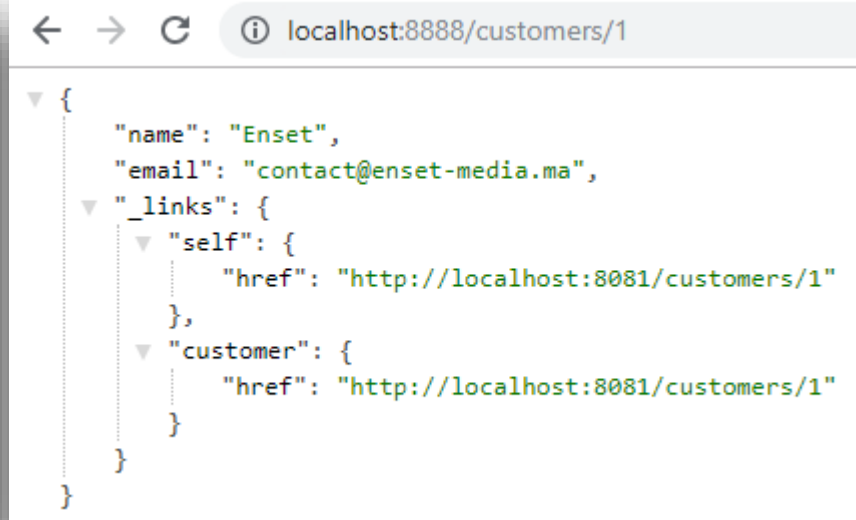 localhost:8888/customers/1
{
"name": "Enset",
"email": "contact@enset-media.ma",
"_links": {
"self": {
"href": "http://localhost:8081/customers/1"
},
"customer": {
"href": "http://localhost:8081/customers/1"
}
}
}